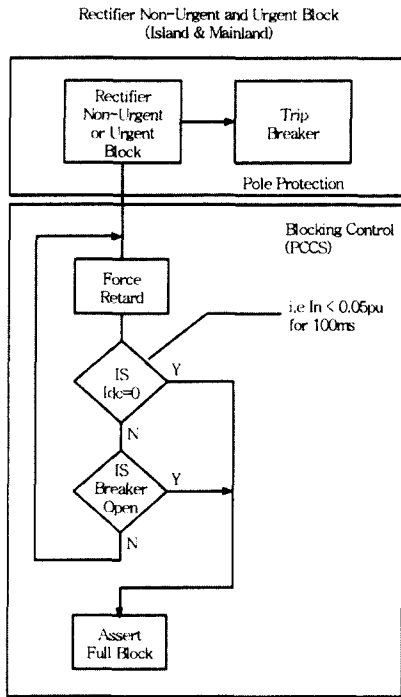 Rectifier Non-Urgent and Urgent Block
(Island & Mainland)
Rectifier
Non-Urgent
or Urgent
Block
Trip
Breaker
Pole Protection
Blocking Control
(PCCS)
Force
Retard
i.e In < 0.05pu
for 100ms
IS
Idc=0
Y
N
IS
Breaker
Open
Y
N
Assert
Full Block